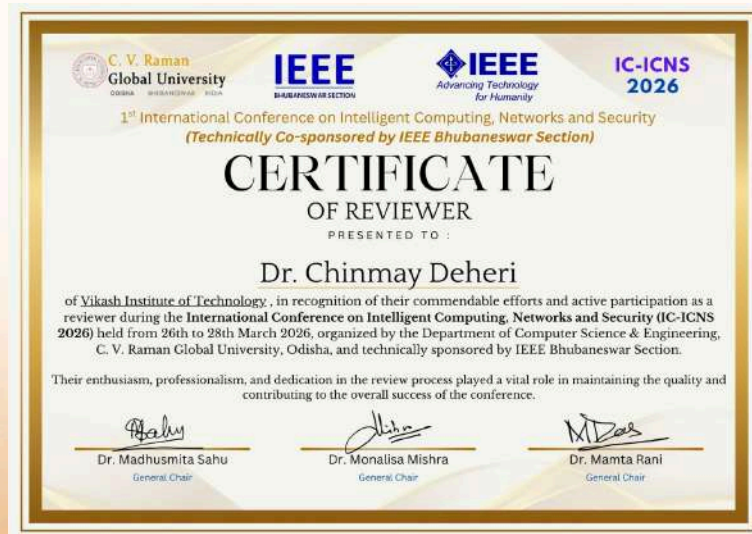 C. V. Raman
Global University
ODISHA BHUBANESWAR INDIA
IEEE
BHUBANESWAR SECTION
IEEE
Advancing Technology
for Humanity
IC-ICNS
2026
1st International Conference on Intelligent Computing, Networks and Security
(Technically Co-sponsored by IEEE Bhubaneswar Section)
CERTIFICATE
OF REVIEWER
PRESENTED TO :
Dr. Chinmay Deheri
of Vikash Institute of Technology , in recognition of their commendable efforts and active participation as a
reviewer during the International Conference on Intelligent Computing, Networks and Security (IC-ICNS
2026) held from 26th to 28th March 2026, organized by the Department of Computer Science & Engineering,
C. V. Raman Global University, Odisha, and technically sponsored by IEEE Bhubaneswar Section.
Their enthusiasm, professionalism, and dedication in the review process played a vital role in maintaining the quality and
contributing to the overall success of the conference.
Dr. Madhusmita Sahu
General Chair
Dr. Monalisa Mishra
General Chair
Dr. Mamta Rani
General Chair